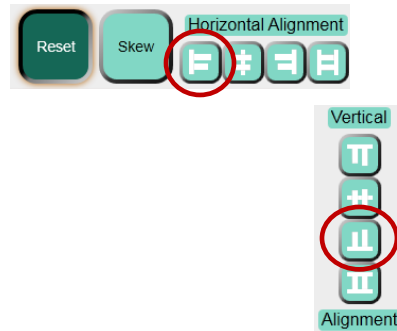 Horizontal Alignment
Reset
Skew
Vertical
Alignment